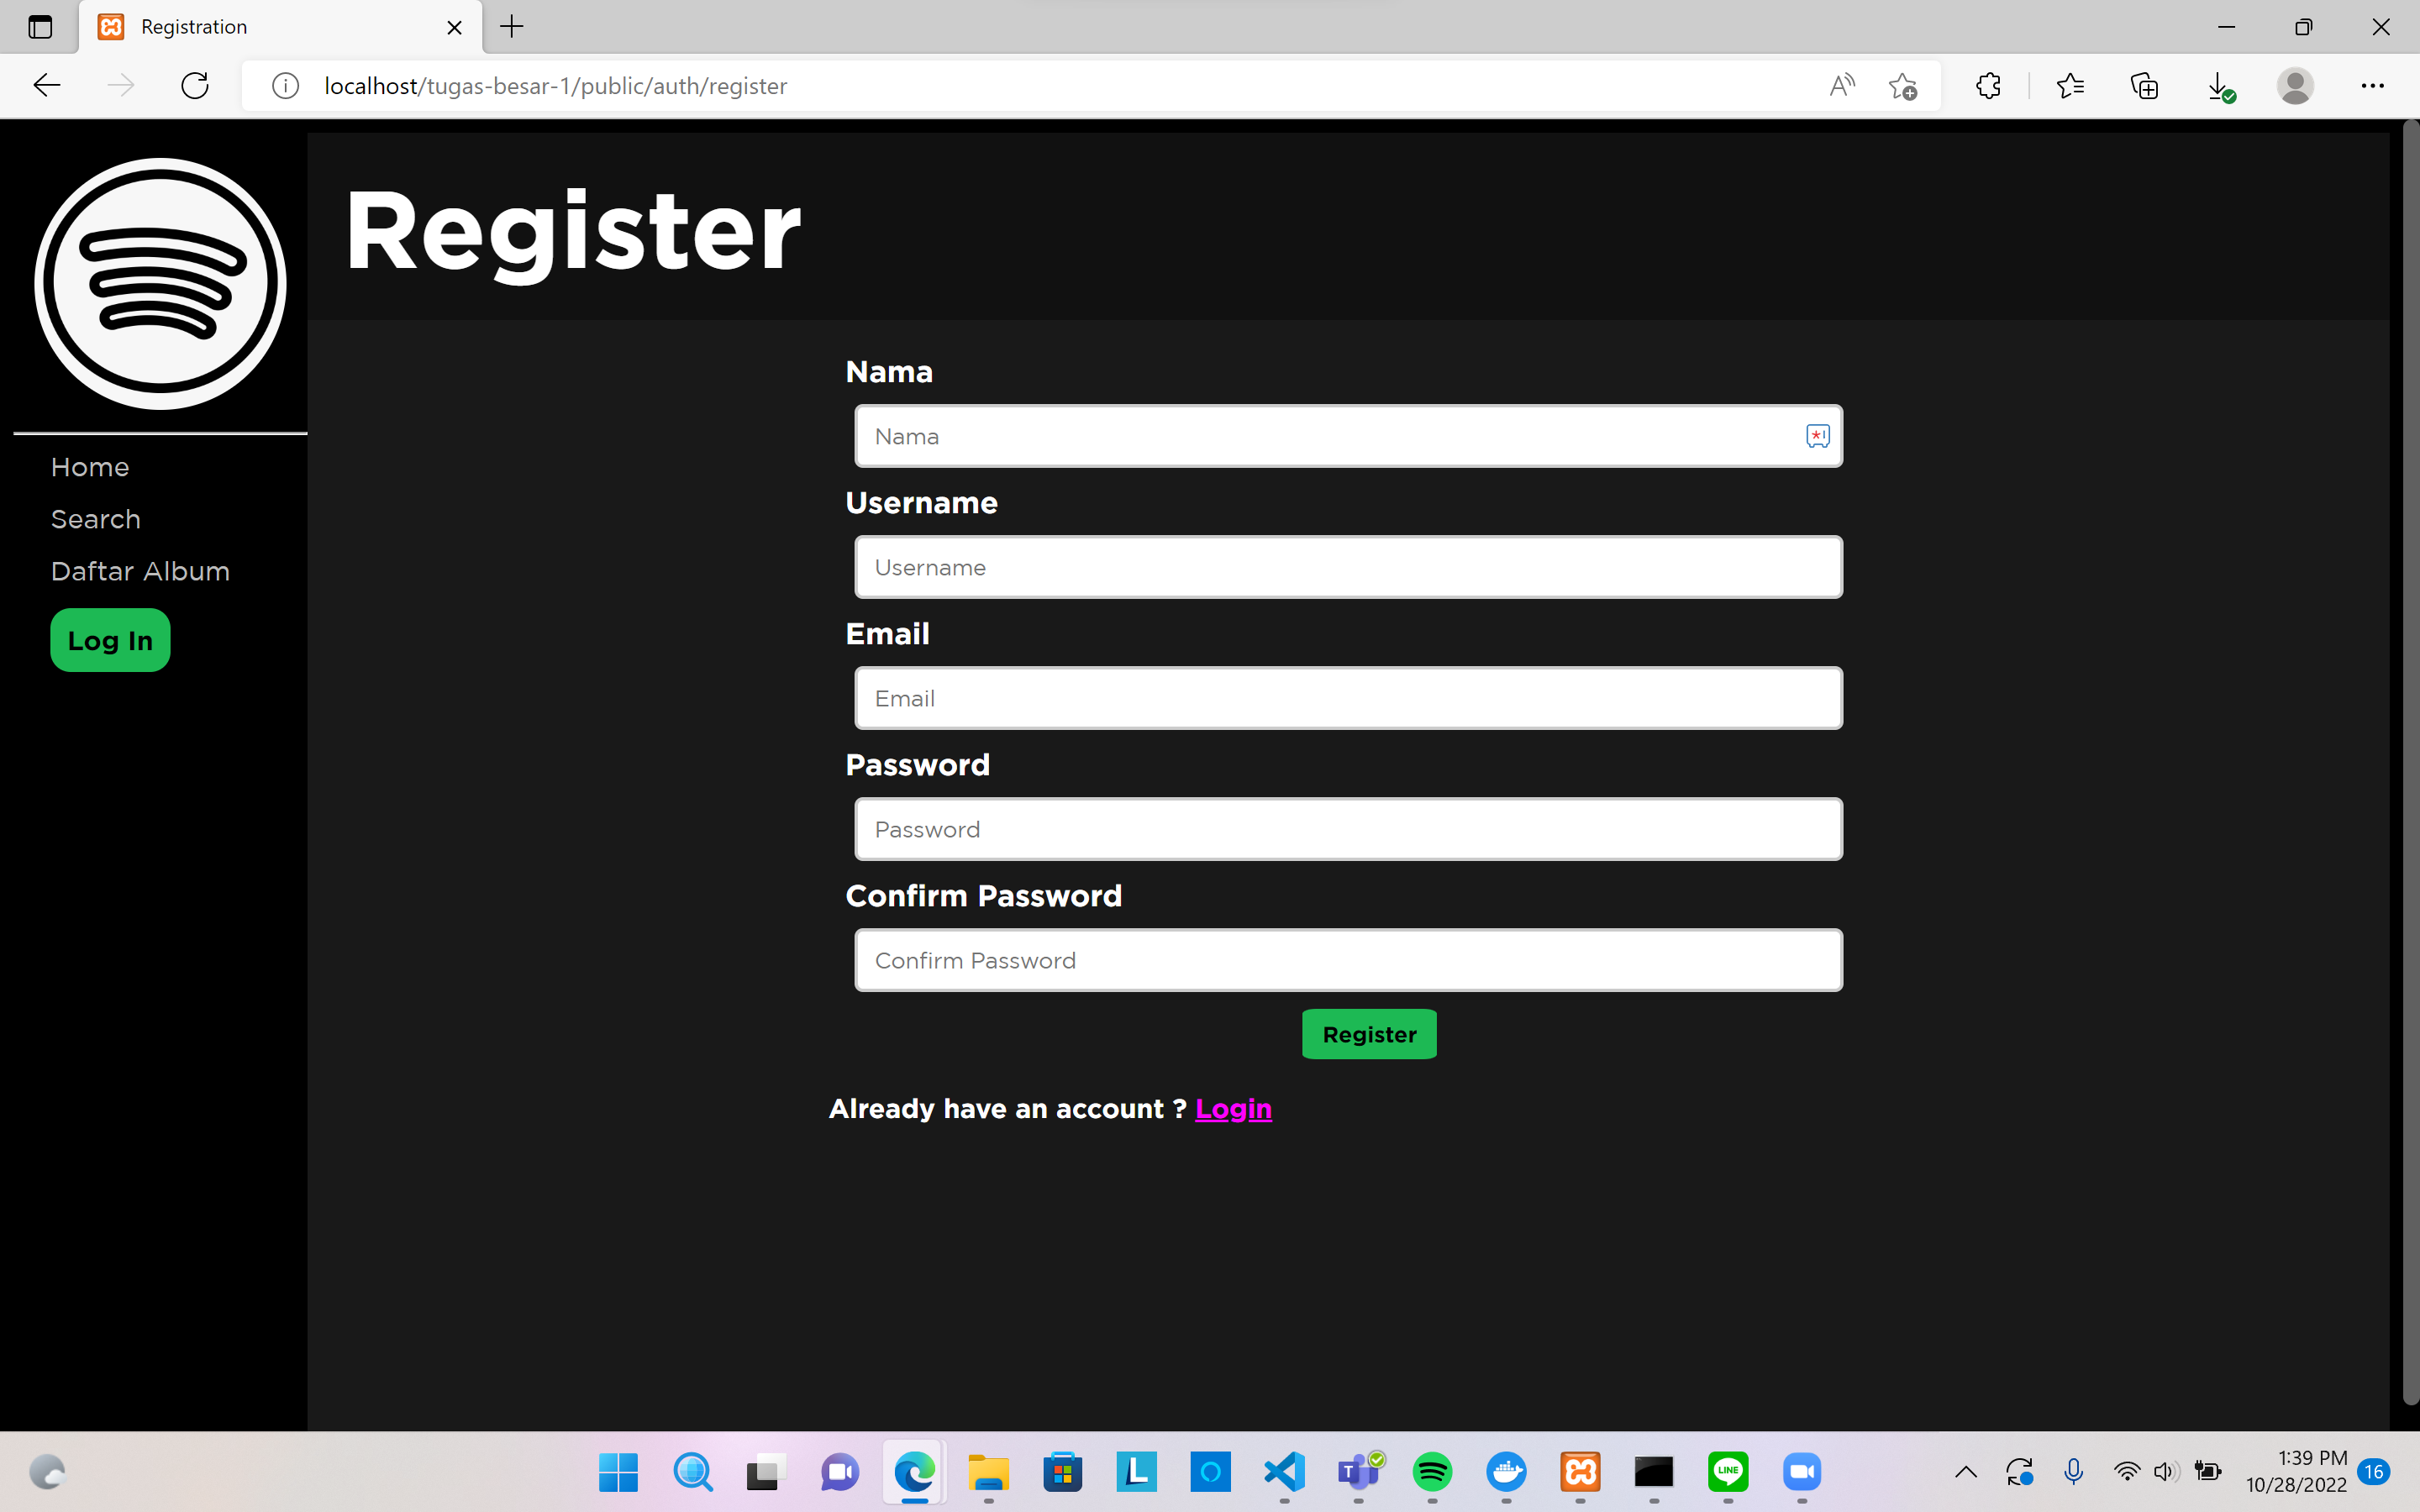 Registration
localhost/tugas-besar-1/public/auth/register
Register
Home
Search
Daftar Album
Log In
Nama
Nama
Username
Username
Email
Email
Password
Password
Confirm Password
Confirm Password
Register
Already have an account ? Login
LINE
1:39 PM
10/28/2022
16